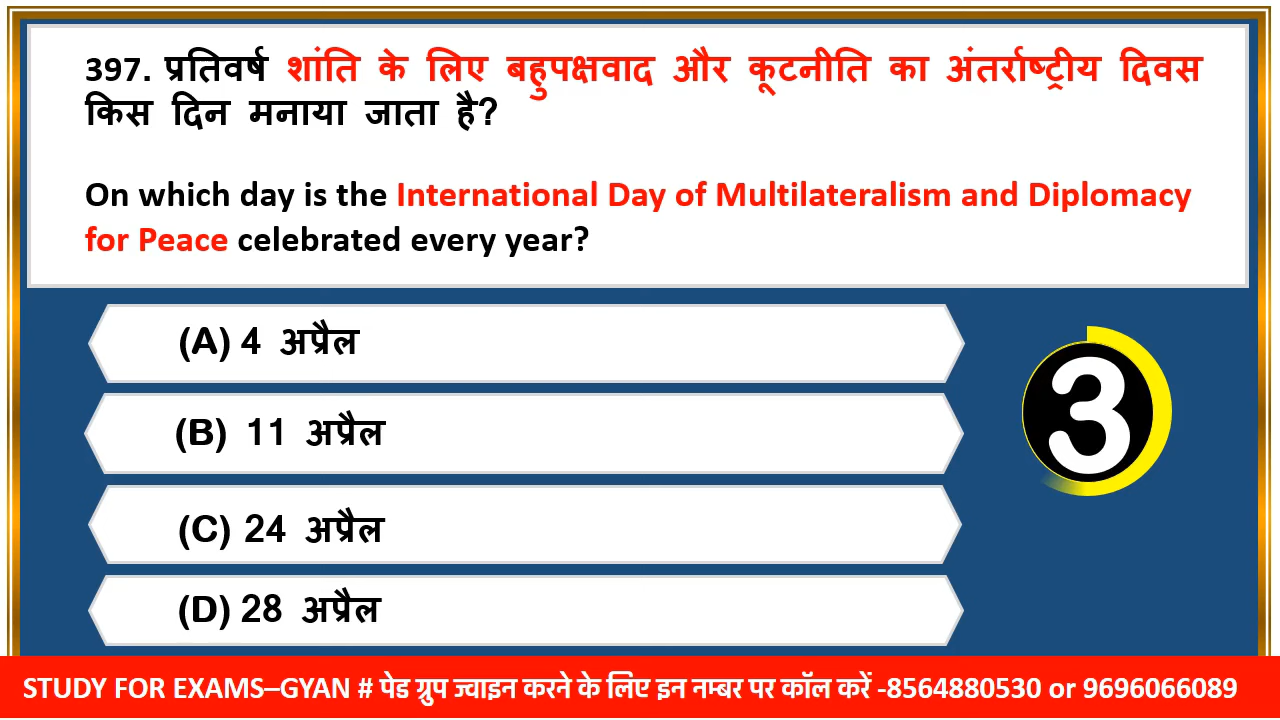 397. प्रतिवर्ष शांति के लिए बहुपक्षवाद और कूटनीति का अंतर्राष्ट्रीय दिवस
किस दिन मनाया जाता है?
On which day is the International Day of Multilateralism and Diplomacy
for Peace celebrated every year?
(A) 4 अप्रैल
(B) 11 अप्रैल
3
(C) 24 अप्रैल
(D) 28 अप्रैल
STUDY FOR EXAMS–GYAN # पेड ग्रुप ज्वाइन करने के लिए इन नम्बर पर कॉल करें -8564880530 or 9696066089